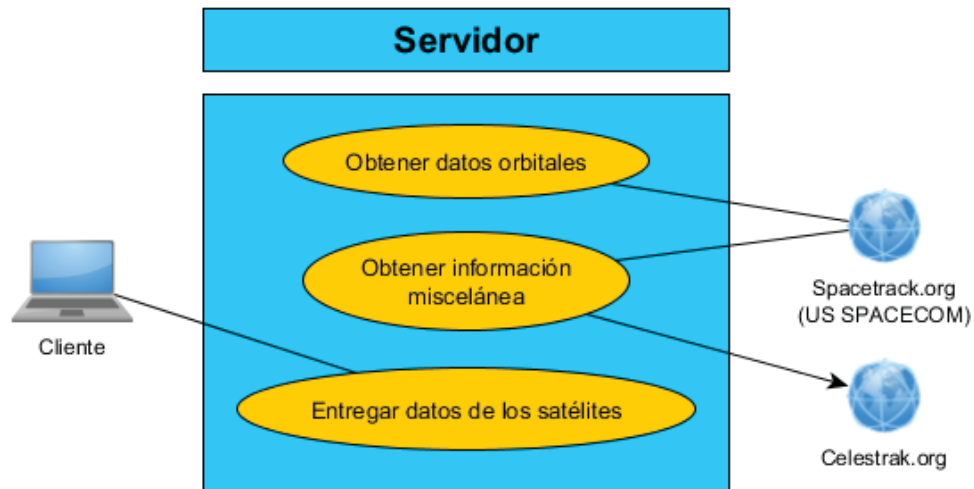 Servidor
Obtener datos orbitales
Obtener información
miscelánea
Entregar datos de los satélites
Cliente
Spacetrack.org
(US SPACECOM)
Celestrak.org